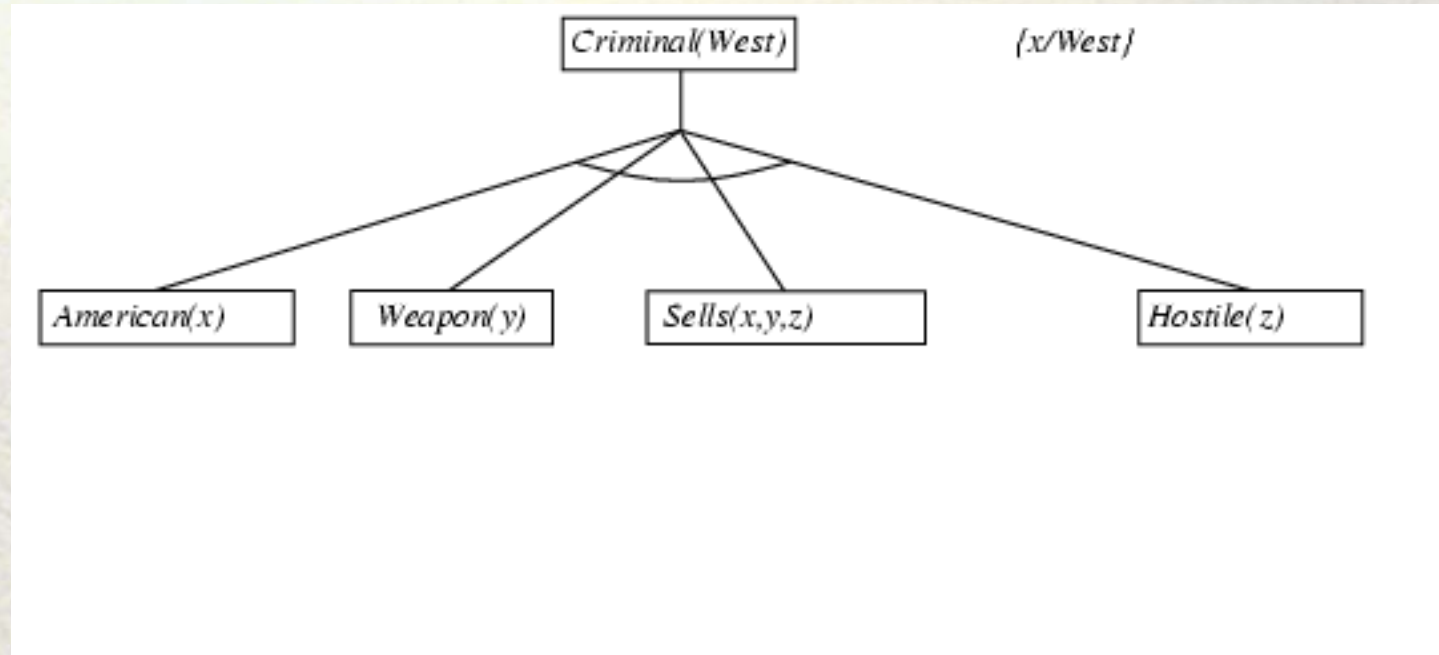 Criminal(West) {x/West}
American(x) Weapon(y) Sells(x,y,z) Hostile(z)